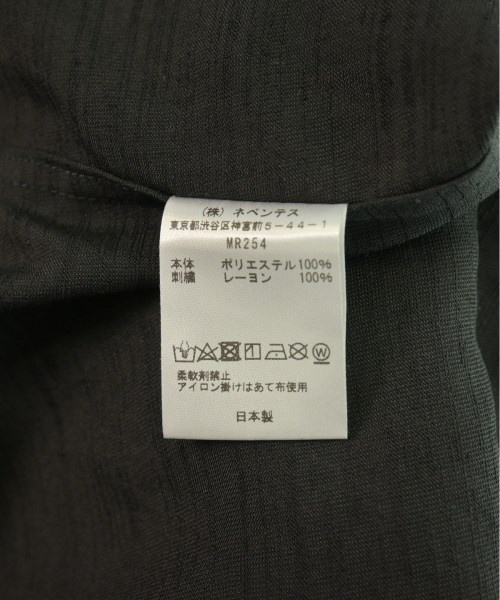 （株）ネペンテス
東京都渋谷区神宮前5－44－1
MR254
本体　ポリエステル100%
刺繍　レーヨン　100%
柔軟剤禁止
アイロン掛けはあて布使用
日本製